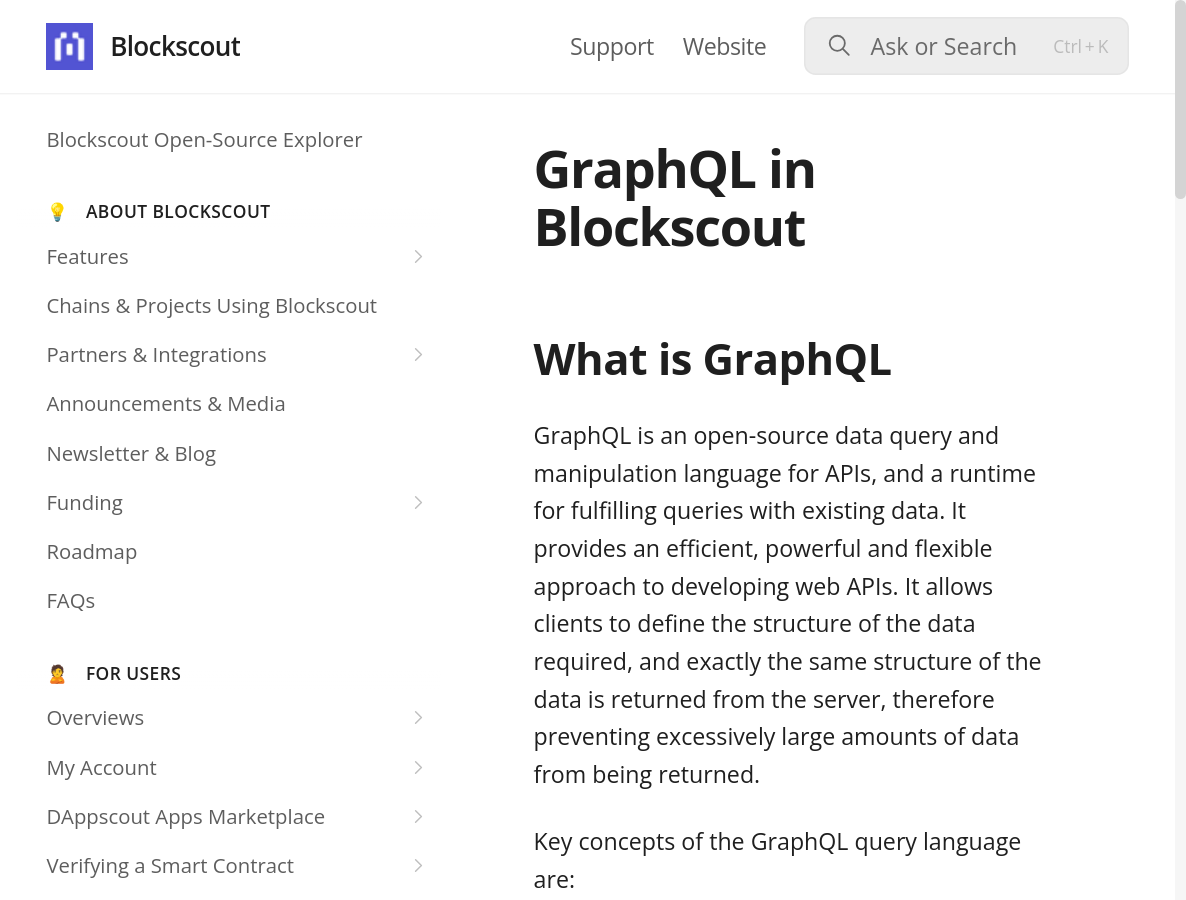 Blockscout
Support
Website
Ask or Search
Ctrl + K
Blockscout Open-Source Explorer
ABOUT BLOCKSCOUT
Features
Chains & Projects Using Blockscout
Partners & Integrations
Announcements & Media
Newsletter & Blog
Funding
Roadmap
FAQs
FOR USERS
Overviews
My Account
DAppscout Apps Marketplace
Verifying a Smart Contract
GraphQL in
Blockscout
What is GraphQL
GraphQL is an open-source data query and
manipulation language for APIs, and a runtime
for fulfilling queries with existing data. It
provides an efficient, powerful and flexible
approach to developing web APIs. It allows
clients to define the structure of the data
required, and exactly the same structure of the
data is returned from the server, therefore
preventing excessively large amounts of data
from being returned.
Key concepts of the GraphQL query language
are: